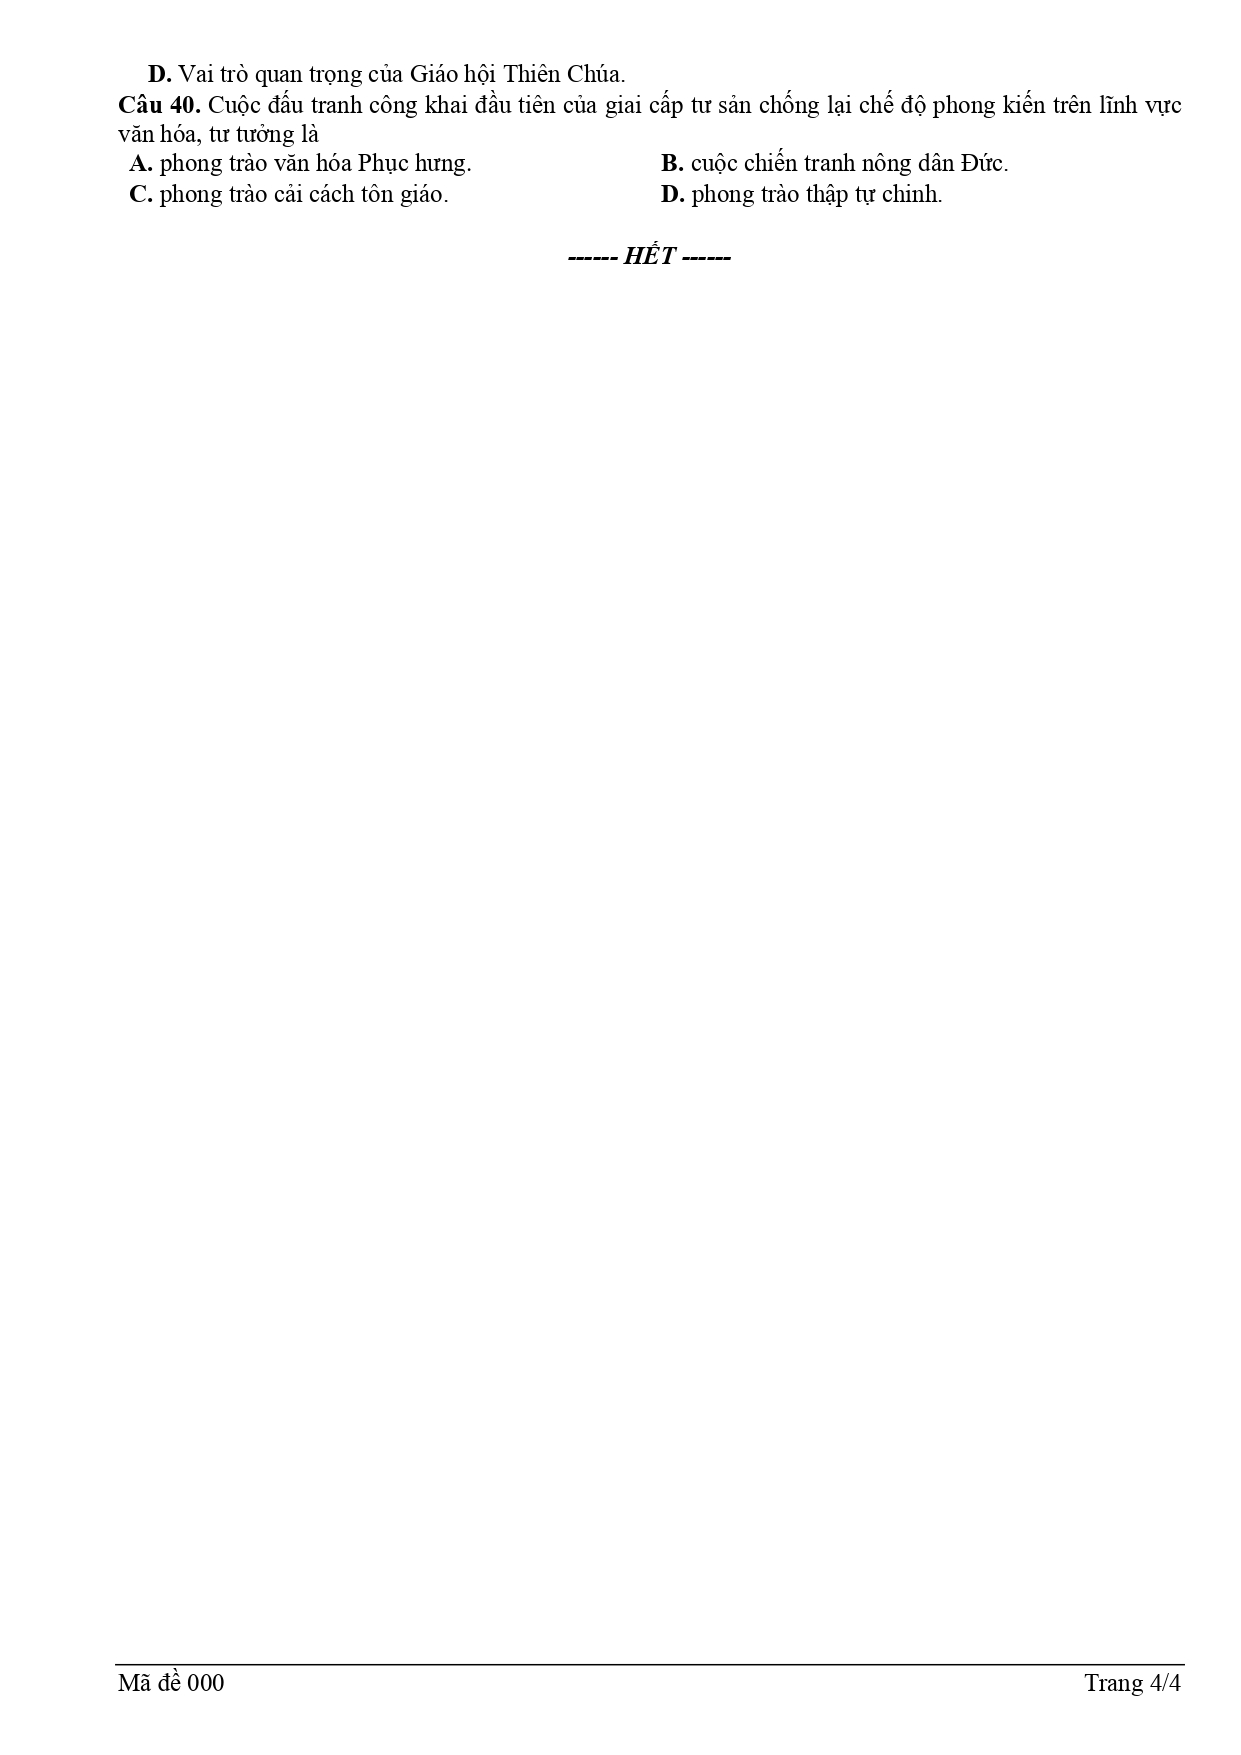 D. Vai trò quan trọng của Giáo hội Thiên Chúa.
Câu 40. Cuộc đấu tranh công khai đầu tiên của giai cấp tư sản chống lại chế độ phong kiến trên lĩnh vực
văn hóa, tư tưởng là
A. phong trào văn hóa Phục hưng. B. cuộc chiến tranh nông dân Đức.
C. phong trào cải cách tôn giáo. D. phong trào thập tự chinh.
------ HẾT ------
Mã đề 000 Trang 4/4